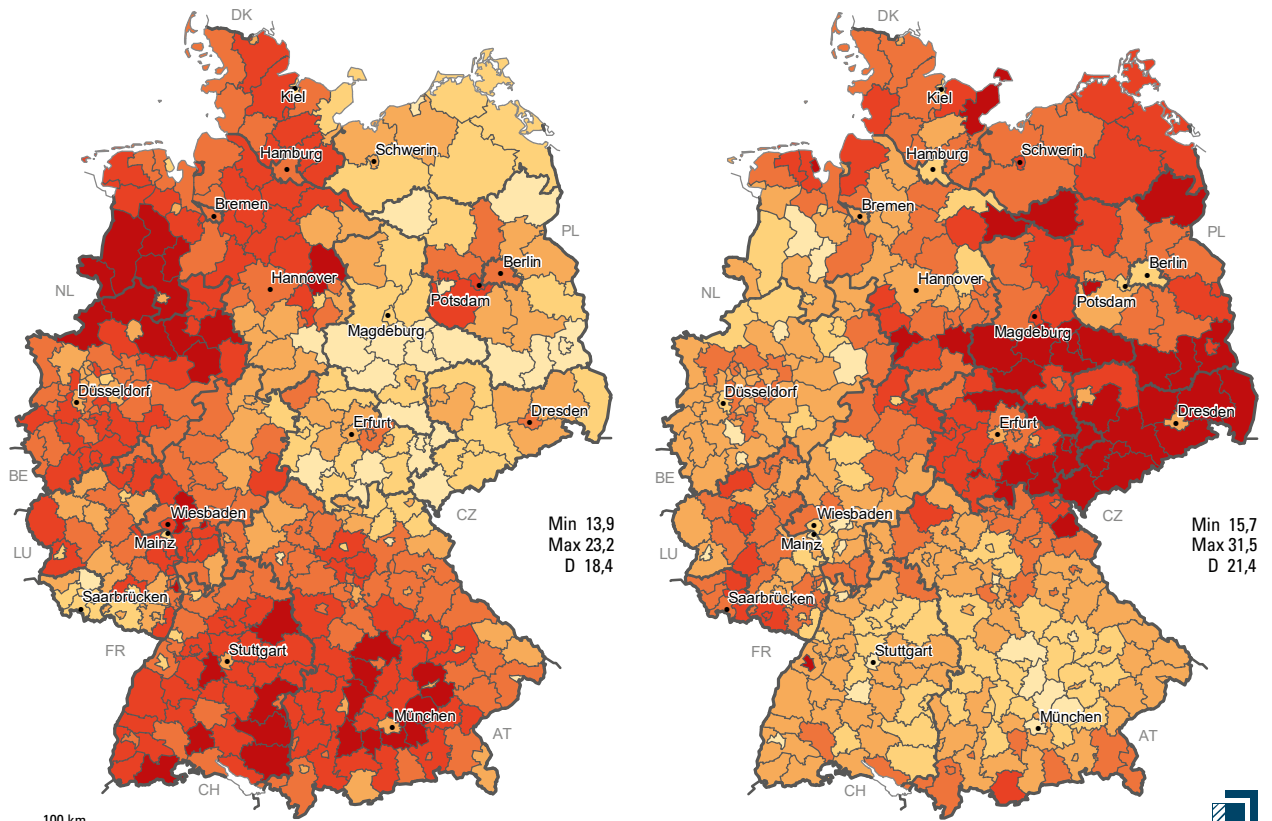 DK
Kiel
Hamburg
Schwerin
Bremen
PL
Berlin
Hannover
NL
Potsdam
Magdeburg
Düsseldorf
Dresden
Erfurt
BE
Wiesbaden
CZ
Mainz
LU
Saarbrücken
FR
Stuttgart
München
AT
CH
Min 13,9
Max 23,2
D 18,4
100 km
DK
Kiel
Hamburg
Schwerin
Bremen
PL
Berlin
Hannover
NL
Potsdam
Magdeburg
Düsseldorf
Dresden
Erfurt
BE
Wiesbaden
CZ
Mainz
LU
Saarbrücken
FR
Stuttgart
München
AT
CH
Min 15,7
Max 31,5
D 21,4